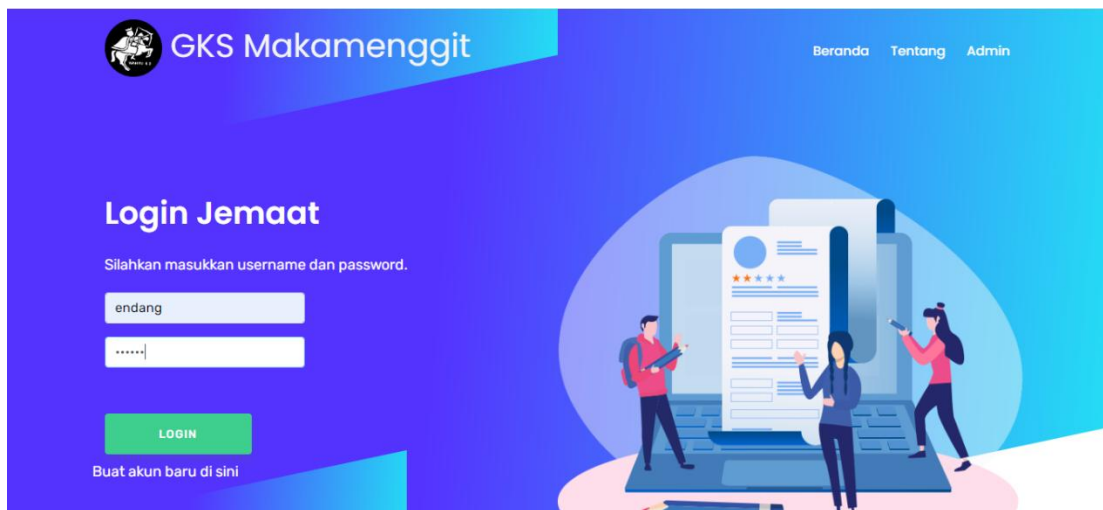 GKS Makamenggit
Beranda Tentang Admin
Login Jemaat
Silahkan masukkan username dan password.
endang
••••••
LOGIN
Buat akun baru di sini